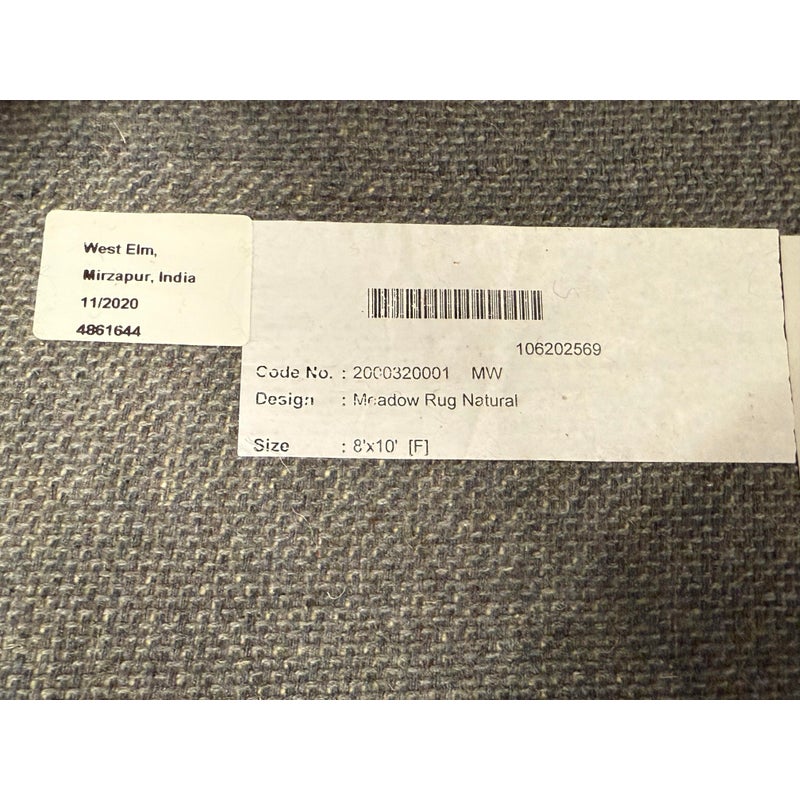 West Elm,
Mirzapur, India
11/2020
4861644
106202569
Code No. : 2000320001 MW
Design : Meadow Rug Natural
Size : 8'x10' [F]